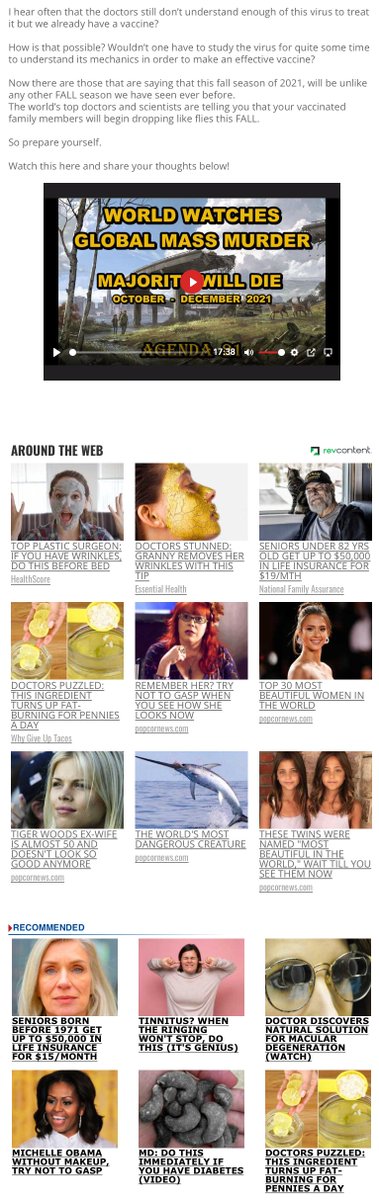 I hear often that the doctors still don't understand enough of this virus to treat
it but we already have a vaccine?
How is that possible? Wouldn't one have to study the virus for quite some time
to understand its mechanics in order to make an effective vaccine?
Now there are those that are saying that this fall season of 2021, will be unlike
any other FALL season we have seen ever before.
The world's top doctors and scientists are telling you that your vaccinated
family members will begin dropping like flies this FALL.
So prepare yourself.
Watch this here and share your thoughts below!
WORLD WATCHES
GLOBAL MASS MURDER
MAJORITY WILL DIE
OCTOBER - DECEMBER 2021
AGENDA 21
17:38
AROUND THE WEB
revcontent
TOP PLASTIC SURGEON:
IF YOU HAVE WRINKLES,
DO THIS BEFORE BED
HealthScore
DOCTORS STUNNED:
GRANNY REMOVES HER
WRINKLES WITH THIS
TIP
Essential Health
SENIORS UNDER 82 YRS
OLD GET UP TO $50,000
IN LIFE INSURANCE FOR
$19/MTH
National Family Assurance
DOCTORS PUZZLED:
THIS INGREDIENT
TURNS UP FAT-
BURNING FOR PENNIES
A DAY
Why Give Up Tacos
REMEMBER HER? TRY
NOT TO GASP WHEN
YOU SEE HOW SHE
LOOKS NOW
popcornews.com
TOP 30 MOST
BEAUTIFUL WOMEN IN
THE WORLD
popcornews.com
TIGER WOODS EX-WIFE
IS ALMOST 50 AND
DOESN'T LOOK SO
GOOD ANYMORE
popcornews.com
THE WORLD'S MOST
DANGEROUS CREATURE
popcornews.com
THESE TWINS WERE
NAMED "MOST
BEAUTIFUL IN THE
WORLD," WAIT TILL YOU
SEE THEM NOW
popcornews.com
RECOMMENDED
SENIORS BORN
BEFORE 1971 GET
UP TO $50,000 IN
LIFE INSURANCE
FOR $15/MONTH
TINNITUS? WHEN
THE RINGING
WON'T STOP, DO
THIS (IT'S GENIUS)
DOCTOR DISCOVERS
NATURAL SOLUTION
FOR MACULAR
DEGENERATION
(WATCH)
MICHELLE OBAMA
WITHOUT MAKEUP,
TRY NOT TO GASP
MD: DO THIS
IMMEDIATELY IF
YOU HAVE DIABETES
(VIDEO)
DOCTORS PUZZLED:
THIS INGREDIENT
TURNS UP FAT-
BURNING FOR
PENNIES A DAY